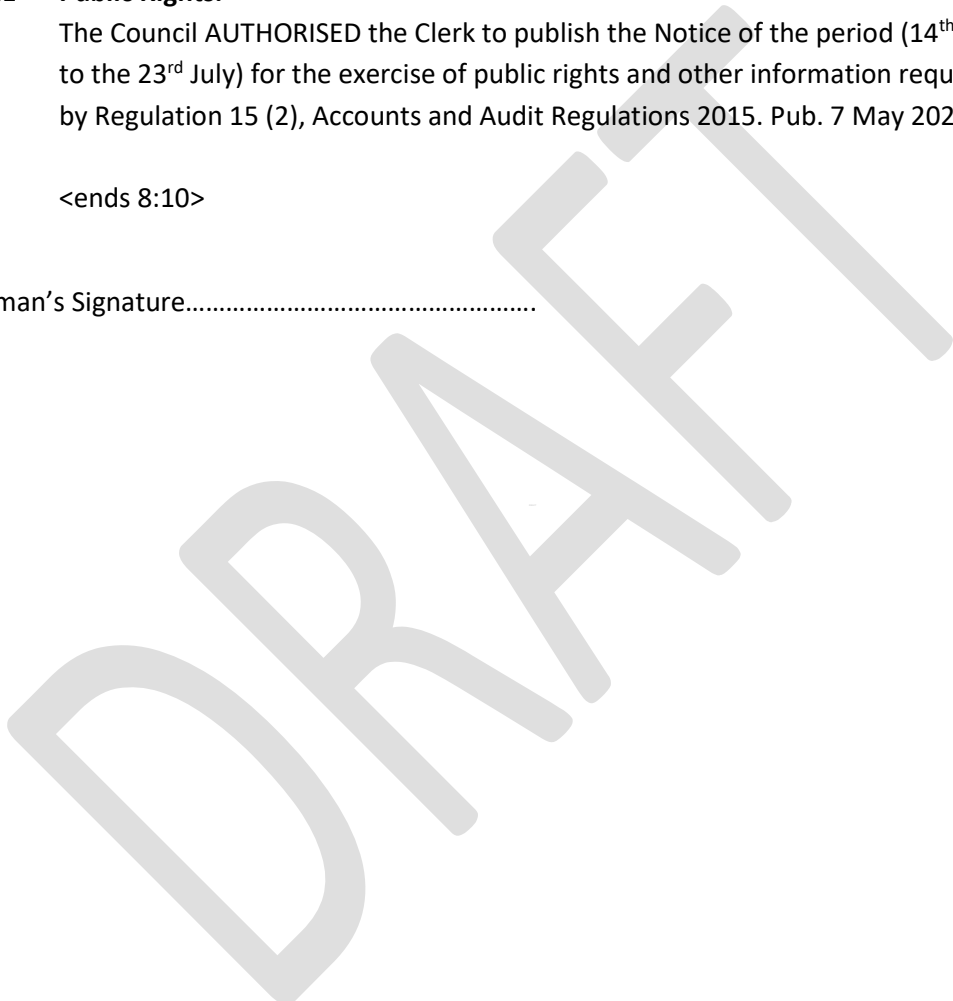 Public Rights.
The Council AUTHORISED the Clerk to publish the Notice of the period (14th
to the 23rd July) for the exercise of public rights and other information requ
by Regulation 15 (2), Accounts and Audit Regulations 2015. Pub. 7 May 202
<ends 8:10>
man's Signature…………………………………………….
DRAFT